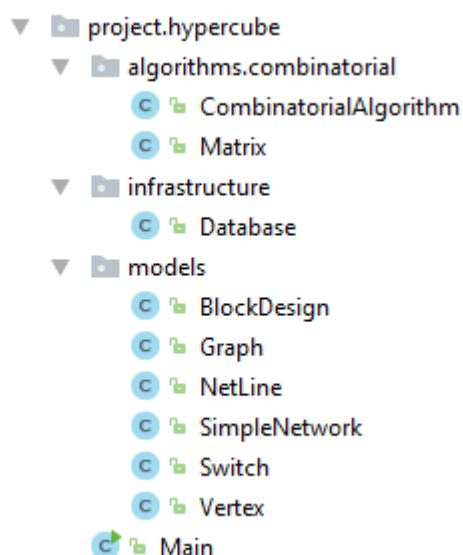 project.hypercube
algorithms.combinatorial
C CombinatorialAlgorithm
C Matrix
infrastructure
C Database
models
C BlockDesign
C Graph
C NetLine
C SimpleNetwork
C Switch
C Vertex
C Main